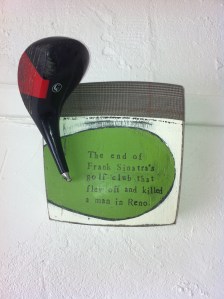 The end of
Frank Sinatra's
golf club that
flew off and killed
a man in Reno.